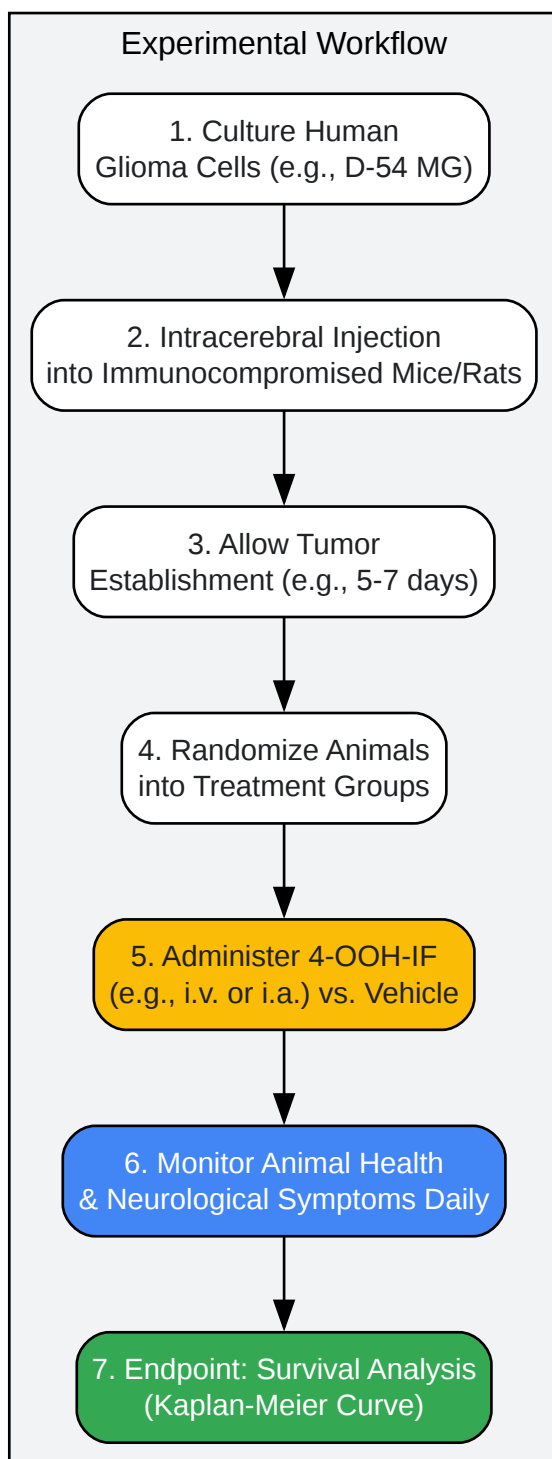 Experimental Workflow
1. Culture Human
Glioma Cells (e.g., D-54 MG)
2. Intracerebral Injection
into Immunocompromised Mice/Rats
3. Allow Tumor
Establishment (e.g., 5-7 days)
4. Randomize Animals
into Treatment Groups
5. Administer 4-OOH-IF
(e.g., i.v. or i.a.) vs. Vehicle
6. Monitor Animal Health
& Neurological Symptoms Daily
7. Endpoint: Survival Analysis
(Kaplan-Meier Curve)